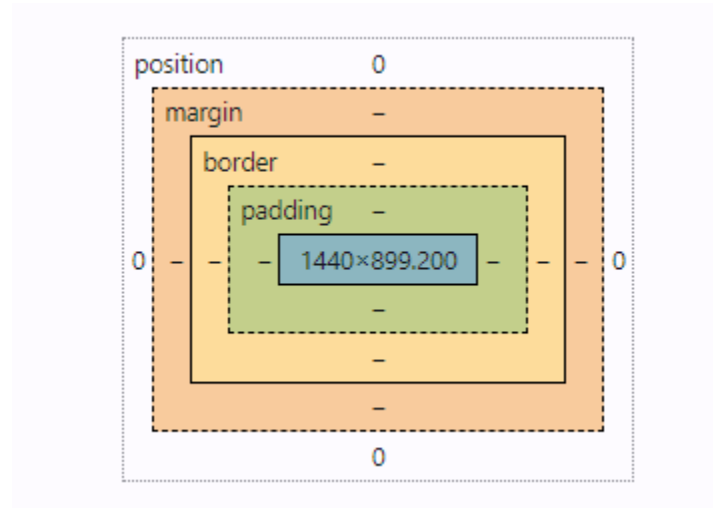 position 0
margin –
border –
padding –
0 – – – 1440×899.200 – – – 0
–
–
–
0